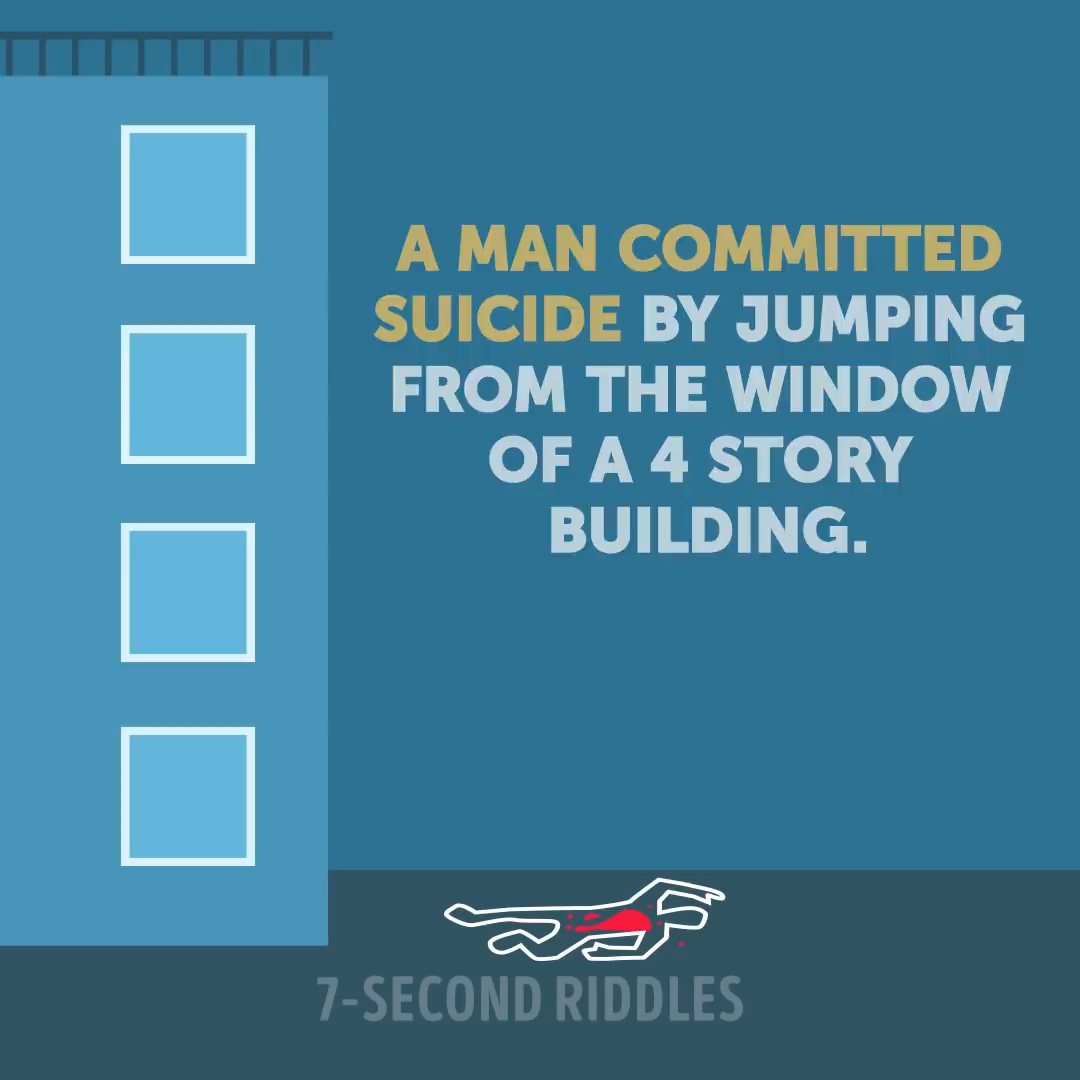 A MAN COMMITTED
SUICIDE BY JUMPING
FROM THE WINDOW
OF A 4 STORY
BUILDING.
7-SECOND RIDDLES